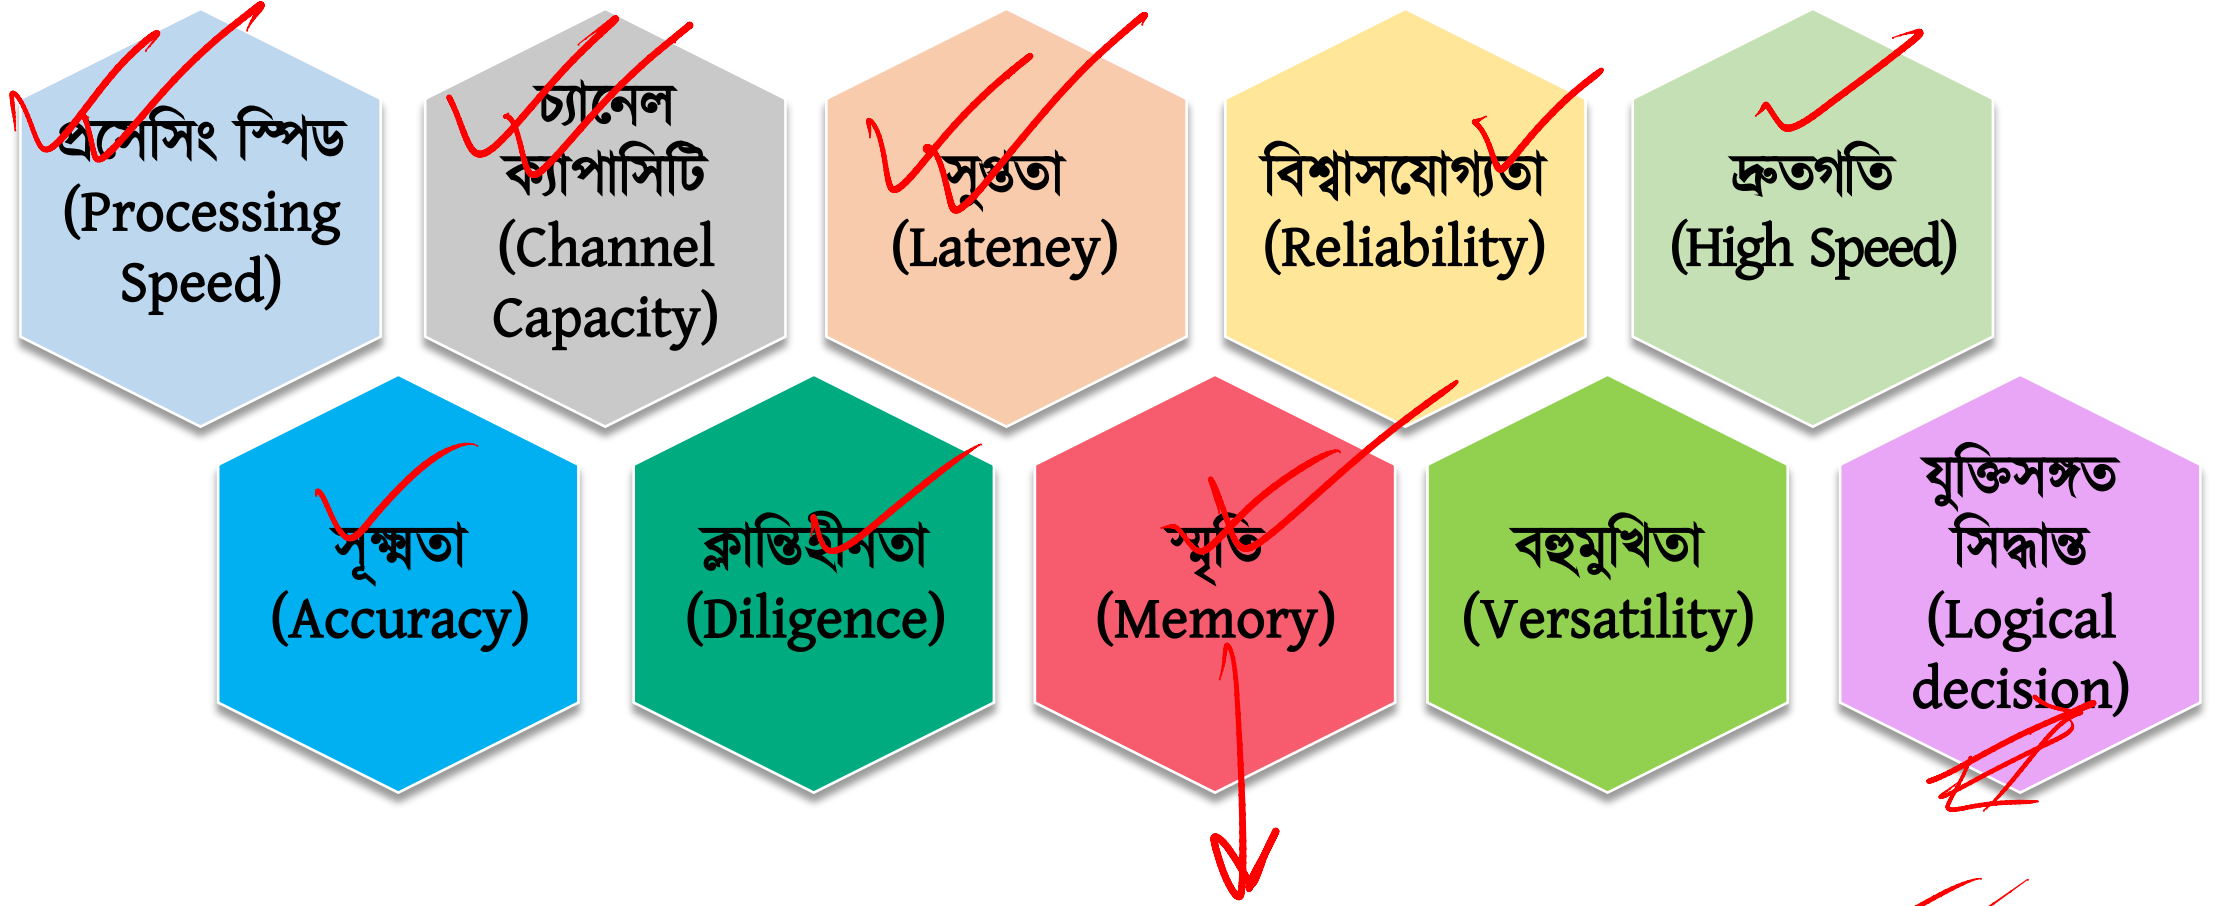 প্রসেসিং স্পিড
(Processing
Speed)
চ্যানেল
ক্যাপাসিটি
(Channel
Capacity)
সুপ্ততা
(Lateney)
বিশ্বাসযোগ্যতা
(Reliability)
দ্রুতগতি
(High Speed)
সূক্ষ্মতা
(Accuracy)
ক্লান্তিহীনতা
(Diligence)
স্মৃতি
(Memory)
বহুমুখিতা
(Versatility)
যুক্তিসঙ্গত
সিদ্ধান্ত
(Logical
decision)